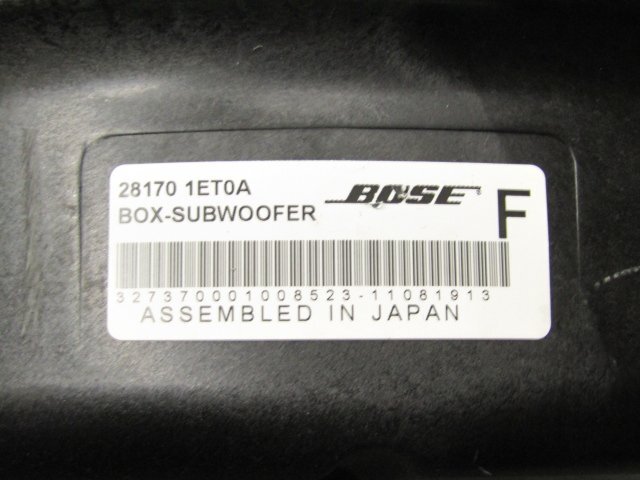 28170 1ET0A BOSE
BOX-SUBWOOFER F
327370001008523-11081913
ASSEMBLED IN JAPAN